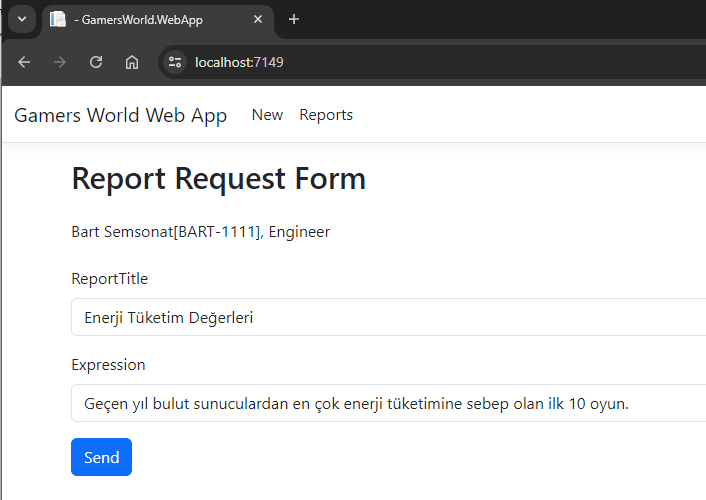 - GamersWorld.WebApp
localhost:7149
Gamers World Web App New Reports
Report Request Form
Bart Semsonat[BART-1111], Engineer
ReportTitle
Enerji Tüketim Değerleri
Expression
Geçen yıl bulut sunuculardan en çok enerji tüketimine sebep olan ilk 10 oyun.
Send